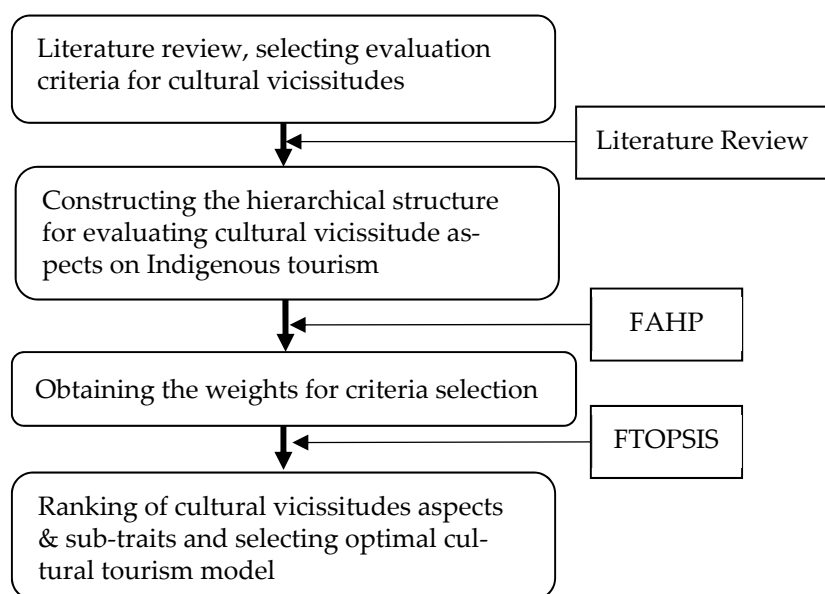 Literature review, selecting evaluation
criteria for cultural vicissitudes
Literature Review
Constructing the hierarchical structure
for evaluating cultural vicissitude as-
pects on Indigenous tourism
FAHP
Obtaining the weights for criteria selection
FTOPSIS
Ranking of cultural vicissitudes aspects
& sub-traits and selecting optimal cul-
tural tourism model